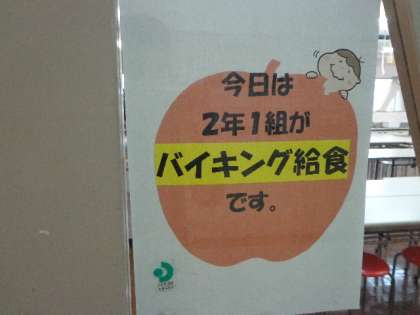 今日は
2年1組が
バイキング給食
です。